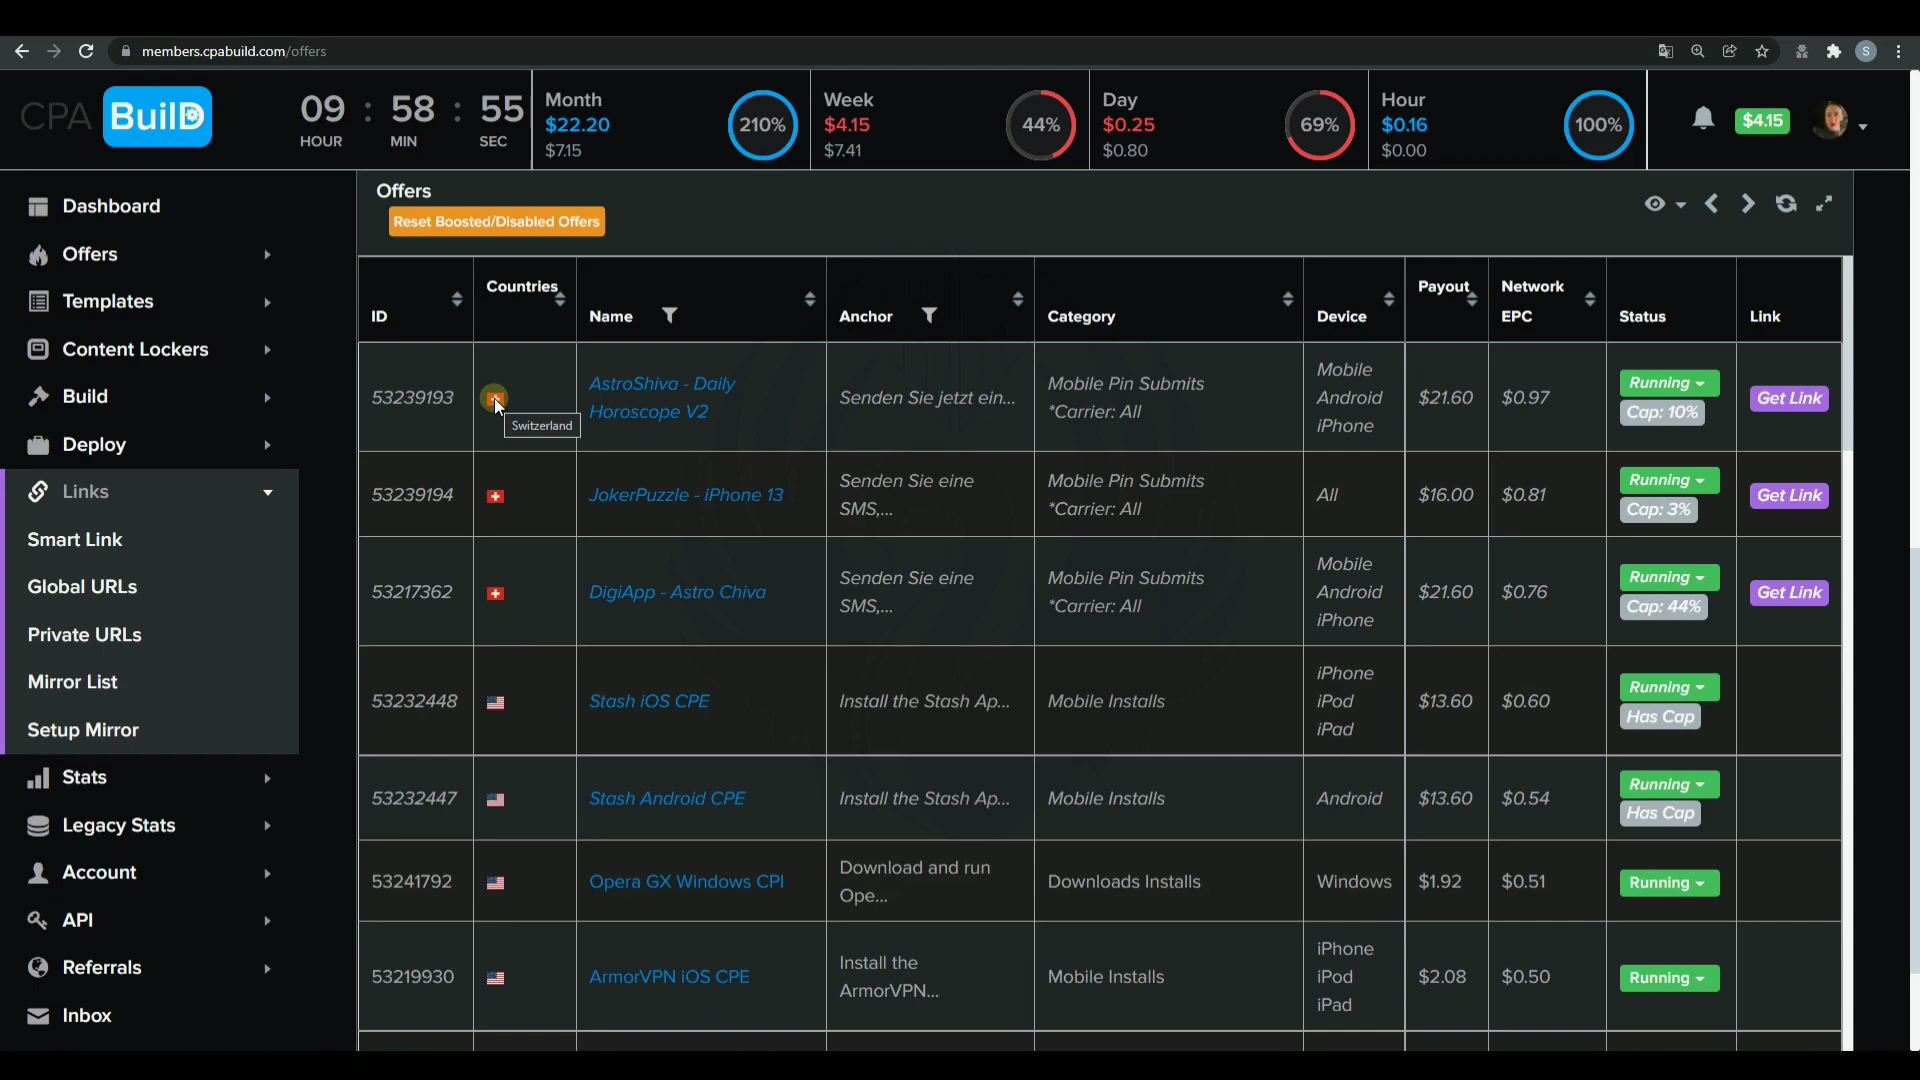 members.cpabuild.com/offers
S
CPA BuilD
09 : 58 : 55
HOUR MIN SEC
Month
$22.20
$7.15
210%
Week
$4.15
$7.41
44%
Day
$0.25
$0.80
69%
Hour
$0.16
$0.00
100%
$4.15
Dashboard
Offers
Templates
Content Lockers
Build
Deploy
Links
Smart Link
Global URLs
Private URLs
Mirror List
Setup Mirror
Stats
Legacy Stats
Account
API
Referrals
Inbox
Offers
Reset Boosted/Disabled Offers
ID Countries Name Anchor Category Device Payout Network EPC Status Link
53239193
Switzerland
AstroShiva - Daily
Horoscope V2
Senden Sie jetzt ein...
Mobile Pin Submits
*Carrier: All
Mobile
Android
iPhone
$21.60
$0.97
Running
Cap: 10%
Get Link
53239194
JokerPuzzle - iPhone 13
Senden Sie eine
SMS,...
Mobile Pin Submits
*Carrier: All
All
$16.00
$0.81
Running
Cap: 3%
Get Link
53217362
DigiApp - Astro Chiva
Senden Sie eine
SMS,...
Mobile Pin Submits
*Carrier: All
Mobile
Android
iPhone
$21.60
$0.76
Running
Cap: 44%
Get Link
53232448
Stash iOS CPE
Install the Stash Ap...
Mobile Installs
iPhone
iPod
iPad
$13.60
$0.60
Running
Has Cap
53232447
Stash Android CPE
Install the Stash Ap...
Mobile Installs
Android
$13.60
$0.54
Running
Has Cap
53241792
Opera GX Windows CPI
Download and run
Ope...
Downloads Installs
Windows
$1.92
$0.51
Running
53219930
ArmorVPN iOS CPE
Install the
ArmorVPN...
Mobile Installs
iPhone
iPod
iPad
$2.08
$0.50
Running